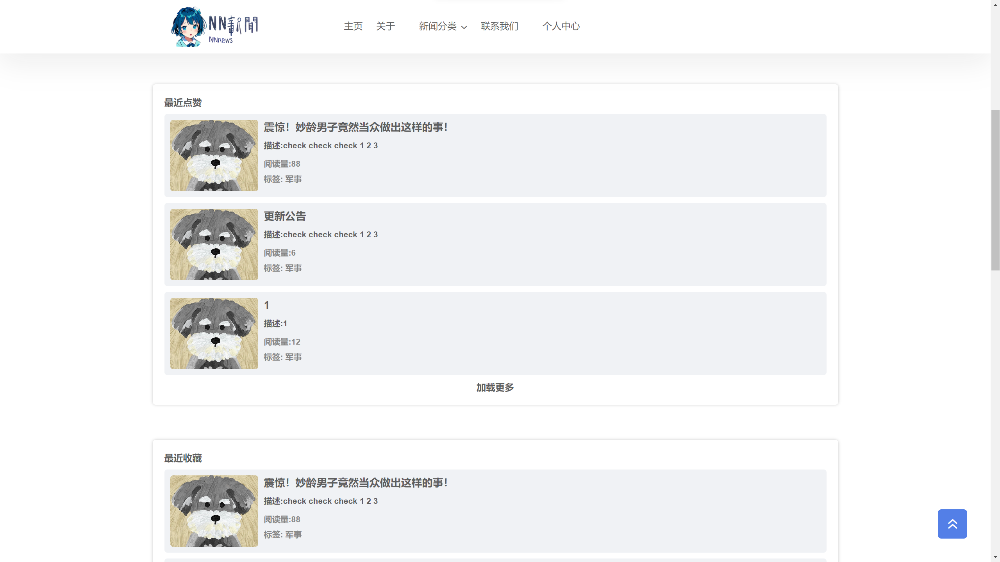 NN新聞
NNnews
主页 关于 新闻分类 联系我们 个人中心
最近点赞
震惊！妙龄男子竟然当众做出这样的事！
描述:check check check 1 2 3
阅读量:88
标签: 军事
更新公告
描述:check check check 1 2 3
阅读量:6
标签: 军事
1
描述:1
阅读量:12
标签: 军事
加载更多
最近收藏
震惊！妙龄男子竟然当众做出这样的事！
描述:check check check 1 2 3
阅读量:88
标签: 军事